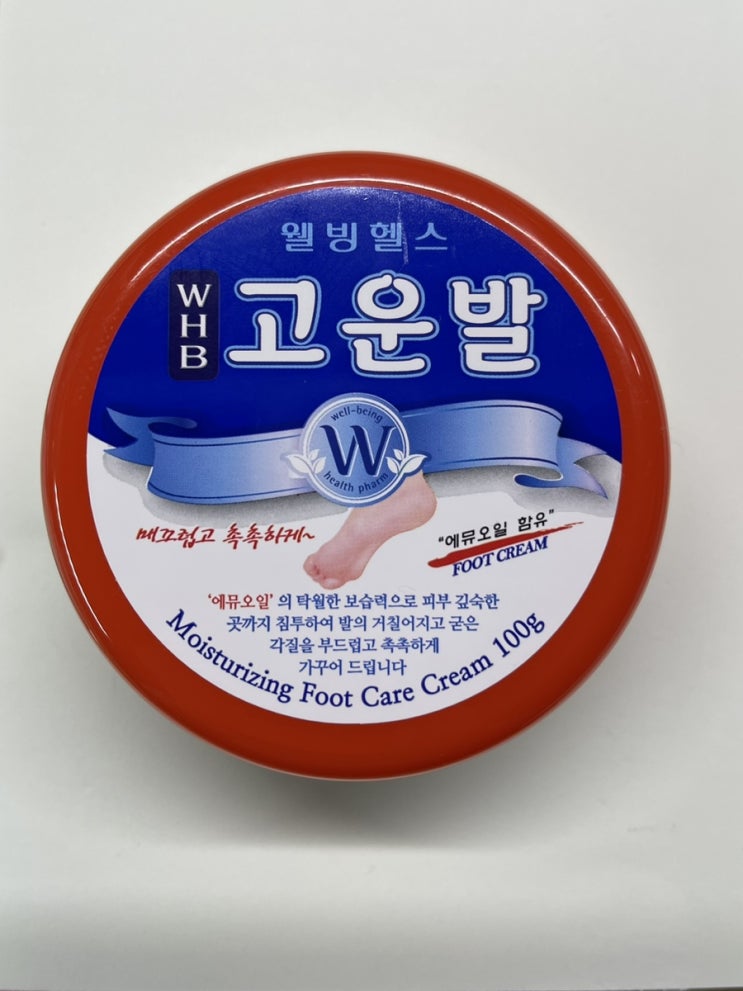 웰빙헬스
WHB
고운발
well-being
W
health pharm
매끄럽고 촉촉하게~
"에뮤오일 함유"
FOOT CREAM
'에뮤오일' 의 탁월한 보습력으로 피부 깊숙한
곳까지 침투하여 발의 거칠어지고 굳은
각질을 부드럽고 촉촉하게
가꾸어 드립니다
Moisturizing Foot Care Cream 100g